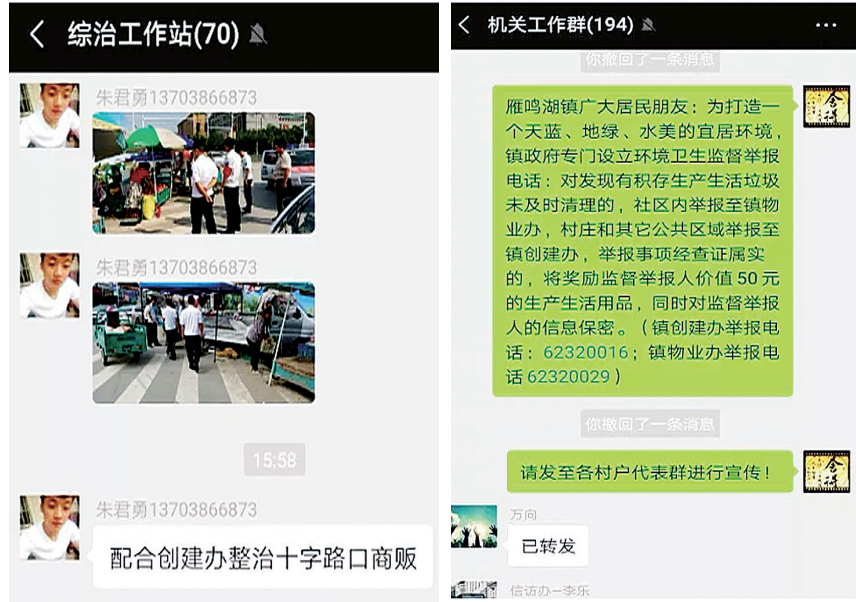 综治工作站(70)
朱君勇13703866873
朱君勇13703866873
15:58
朱君勇13703866873
配合创建办整治十字路口商贩
机关工作群(194)
你撤回了一条消息
雁鸣湖镇广大居民朋友：为打造一
个天蓝、地绿、水美的宜居环境，
镇政府专门设立环境卫生监督举报
电话：对发现有积存生产生活垃圾
未及时清理的，社区内举报至镇物
业办，村庄和其它公共区域举报至
镇创建办，举报事项经查证属实
的，将奖励监督举报人价值50元
的生产生活用品，同时对监督举报
人的信息保密。（镇创建办举报电
话：62320016；镇物业办举报电
话62320029）
你撤回了一条消息
请发至各村户代表群进行宣传！
万向
已转发
信访办—李乐